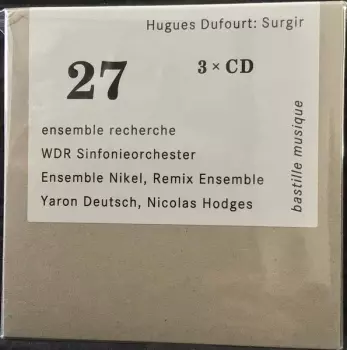 Hugues Dufourt: Surgir
27
3 × CD
ensemble recherche
WDR Sinfonieorchester
Ensemble Nikel, Remix Ensemble
Yaron Deutsch, Nicolas Hodges
bastille musique